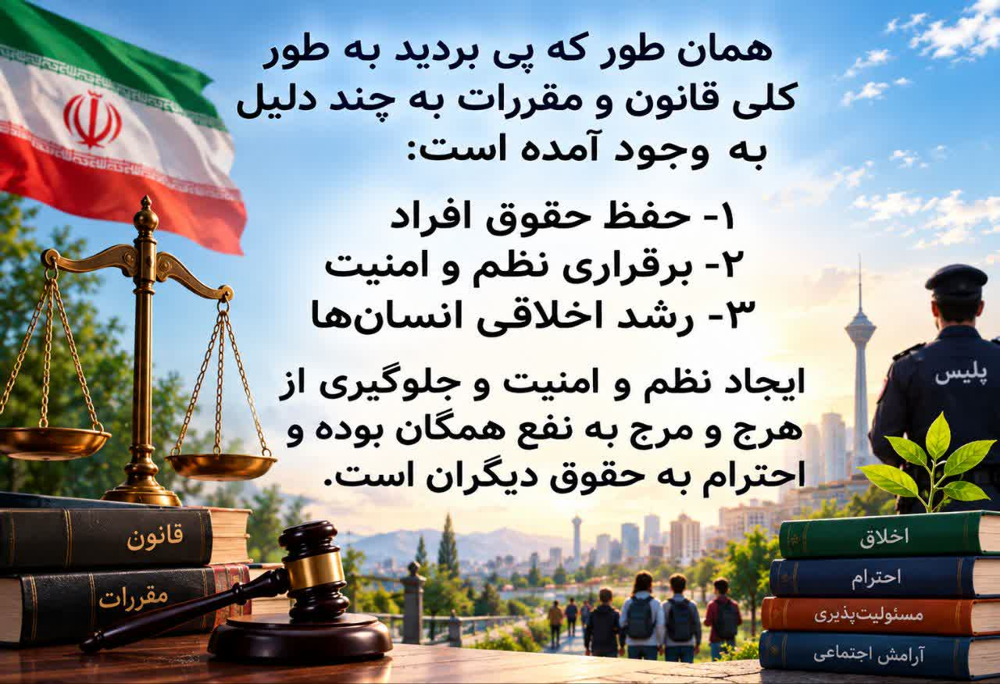 همان طور که پی بردید به طور
کلی قانون و مقررات به چند دلیل
به وجود آمده است:
۱- حفظ حقوق افراد
۲- برقراری نظم و امنیت
۳- رشد اخلاقی انسان‌ها
ایجاد نظم و امنیت و جلوگیری از
هرج و مرج به نفع همگان بوده و
احترام به حقوق دیگران است.
پلیس
قانون
مقررات
اخلاق
احترام
مسئولیت‌پذیری
آرامش اجتماعی